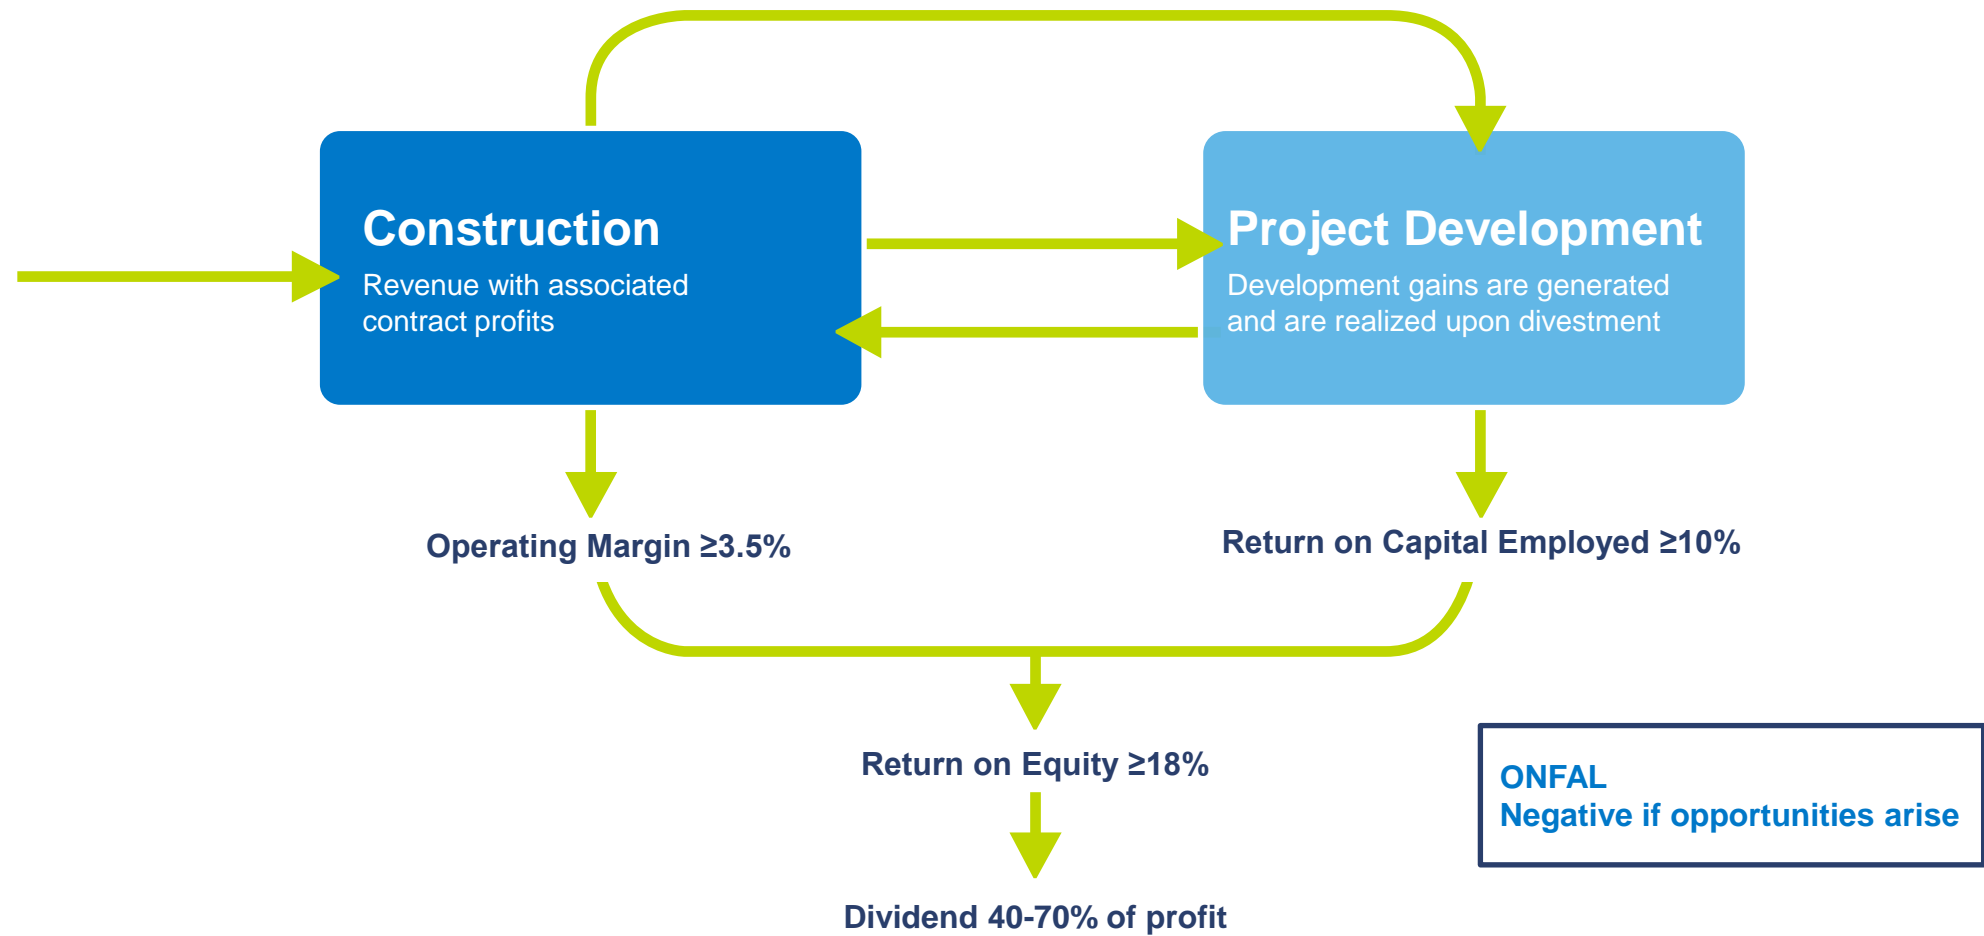 Construction
Revenue with associated
contract profits
Project Development
Development gains are generated
and are realized upon divestment
Operating Margin ≥3.5%
Return on Capital Employed ≥10%
Return on Equity ≥18%
ONFAL
Negative if opportunities arise
Dividend 40-70% of profit